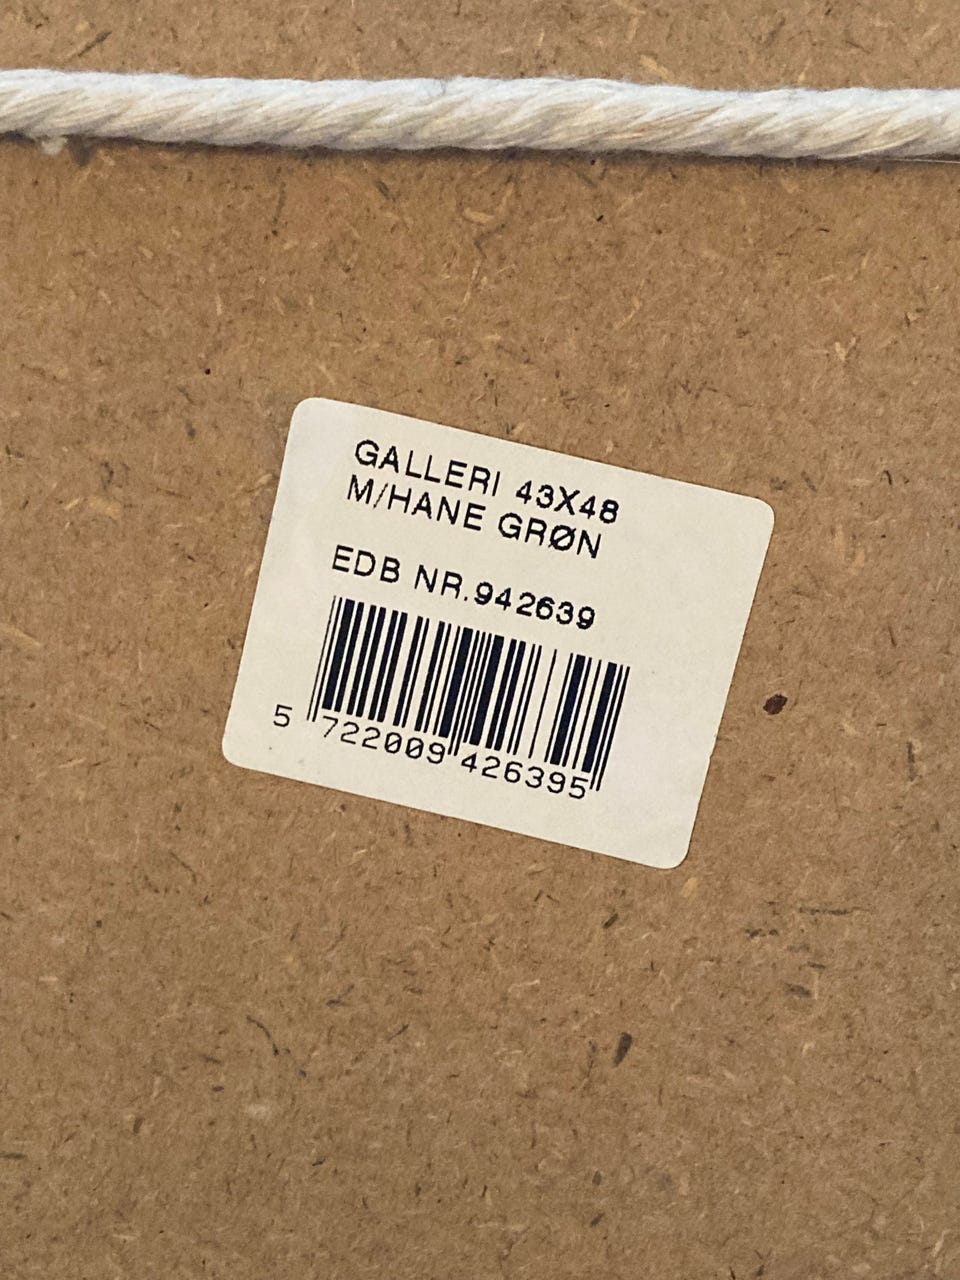 GALLERI 43X48
M/HANE GRØN
EDB NR.942639
5 722009 426395